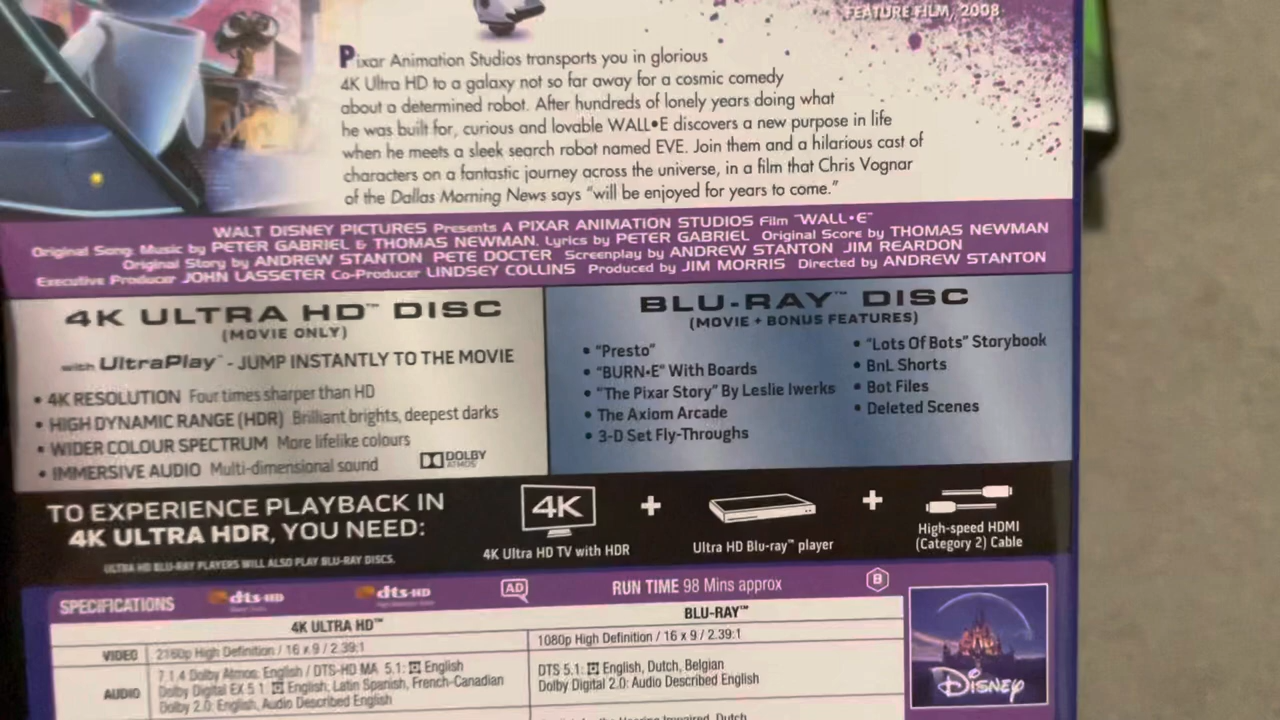 FEATURE FILM, 2008
Pixar Animation Studios transports you in glorious
4K Ultra HD to a galaxy not so far away for a cosmic comedy
about a determined robot. After hundreds of lonely years doing what
he was built for, curious and lovable WALL•E discovers a new purpose in life
when he meets a sleek search robot named EVE. Join them and a hilarious cast of
characters on a fantastic journey across the universe, in a film that Chris Vognar
of the Dallas Morning News says "will be enjoyed for years to come."
WALT DISNEY PICTURES Presents A PIXAR ANIMATION STUDIOS Film "WALL•E"
Original Song, Music by PETER GABRIEL & THOMAS NEWMAN. Lyrics by PETER GABRIEL Original Score by THOMAS NEWMAN
Original Story by ANDREW STANTON PETE DOCTER Screenplay by ANDREW STANTON JIM REARDON
Executive Producer JOHN LASSETER Co-Producer LINDSEY COLLINS Produced by JIM MORRIS Directed by ANDREW STANTON
4K ULTRA HD™ DISC
(MOVIE ONLY)
with UltraPlay™ - JUMP INSTANTLY TO THE MOVIE
• 4K RESOLUTION Four times sharper than HD
• HIGH DYNAMIC RANGE (HDR) Brilliant brights, deepest darks
• WIDER COLOUR SPECTRUM More lifelike colours
• IMMERSIVE AUDIO Multi-dimensional sound
DOLBY
ATMOS
BLU-RAY™ DISC
(MOVIE + BONUS FEATURES)
• "Presto"
• "BURN•E" With Boards
• "The Pixar Story" By Leslie Iwerks
• The Axiom Arcade
• 3-D Set Fly-Throughs
• "Lots Of Bots" Storybook
• BnL Shorts
• Bot Files
• Deleted Scenes
TO EXPERIENCE PLAYBACK IN
4K ULTRA HDR, YOU NEED:
ULTRA HD BLU-RAY PLAYERS WILL ALSO PLAY BLU-RAY DISCS.
4K
4K Ultra HD TV with HDR
+
Ultra HD Blu-ray™ player
+
High-speed HDMI
(Category 2) Cable
SPECIFICATIONS dts-HD dts-HD AD RUN TIME 98 Mins approx B
4K ULTRA HD™ BLU-RAY™
VIDEO 2160p High Definition / 16 x 9 / 2.39:1 1080p High Definition / 16 x 9 / 2.39:1
AUDIO 7.1.4 Dolby Atmos: English / DTS-HD MA 5.1: English
Dolby Digital EX 5.1: English, Latin Spanish, French-Canadian
Dolby 2.0: English, Audio Described English
DTS 5.1: English, Dutch, Belgian
Dolby Digital 2.0: Audio Described English
Disney